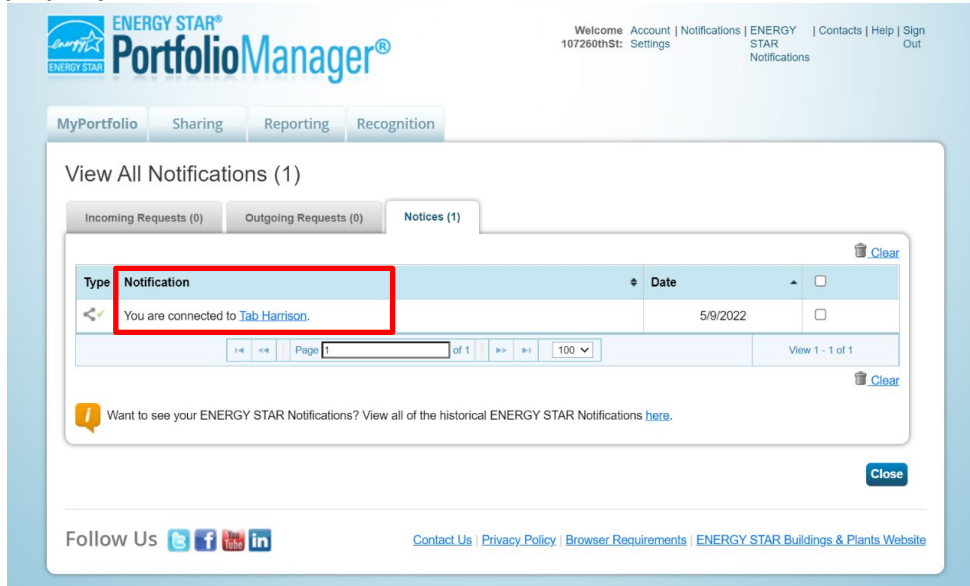 ENERGY STAR®
PortfolioManager®
energy
ENERGY STAR
Welcome 107260thSt:
Account Settings | Notifications | ENERGY STAR Notifications | Contacts | Help | Sign Out
MyPortfolio
Sharing
Reporting
Recognition
View All Notifications (1)
Incoming Requests (0)
Outgoing Requests (0)
Notices (1)
Clear
Type
Notification
Date
You are connected to Tab Harrison.
5/9/2022
Page 1 of 1
100
View 1 - 1 of 1
Clear
i
Want to see your ENERGY STAR Notifications? View all of the historical ENERGY STAR Notifications here.
Close
Follow Us
You Tube
in
Contact Us | Privacy Policy | Browser Requirements | ENERGY STAR Buildings & Plants Website